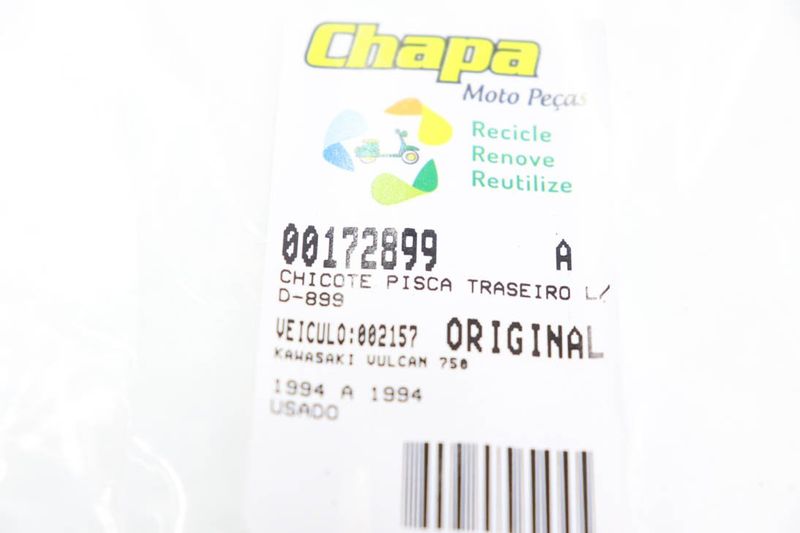 Chapa
Moto Peças
Recicle
Renove
Reutilize
00172899 A
CHICOTE PISCA TRASEIRO L/
D-899
VEICULO:002157 ORIGINAL
KAWASAKI VULCAN 750
1994 A 1994
USADO